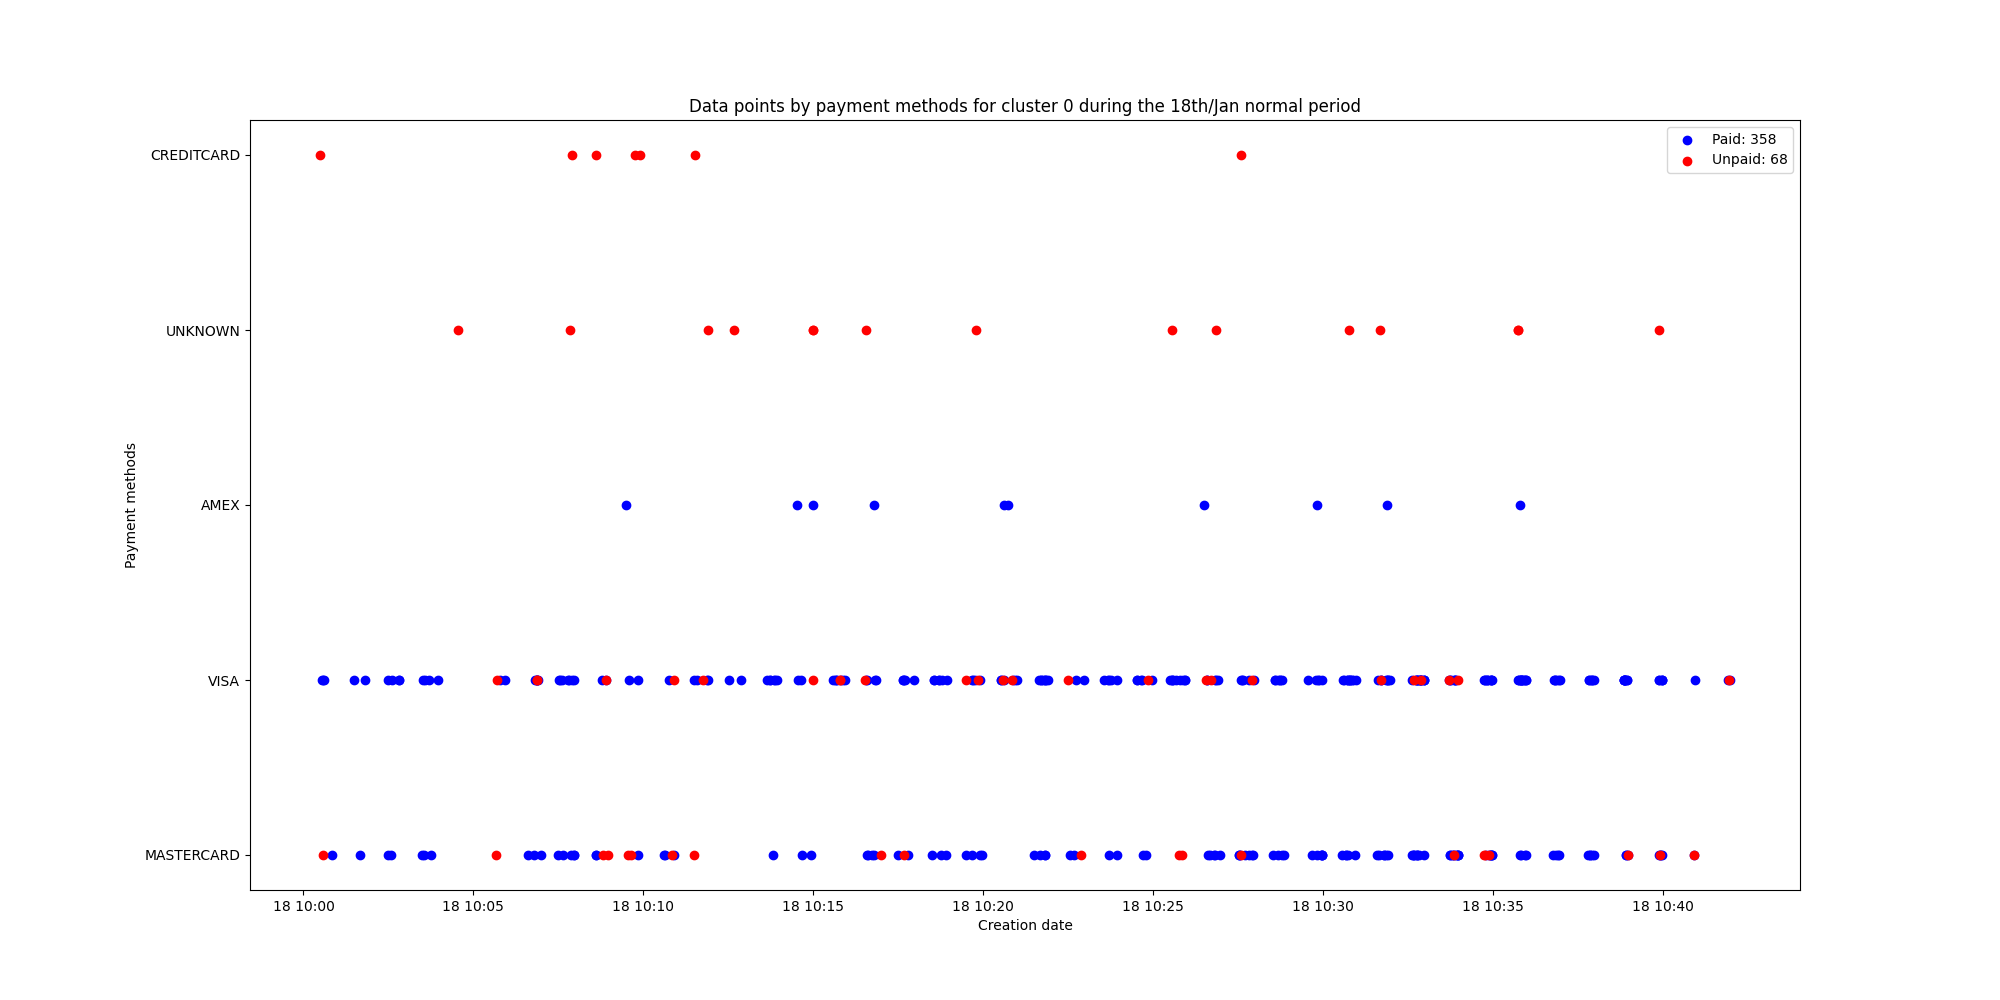 Data points by payment methods for cluster 0 during the 18th/Jan normal period
Paid: 358
Unpaid: 68
Payment methods
CREDITCARD
UNKNOWN
AMEX
VISA
MASTERCARD
18 10:00 18 10:05 18 10:10 18 10:15 18 10:20 18 10:25 18 10:30 18 10:35 18 10:40
Creation date